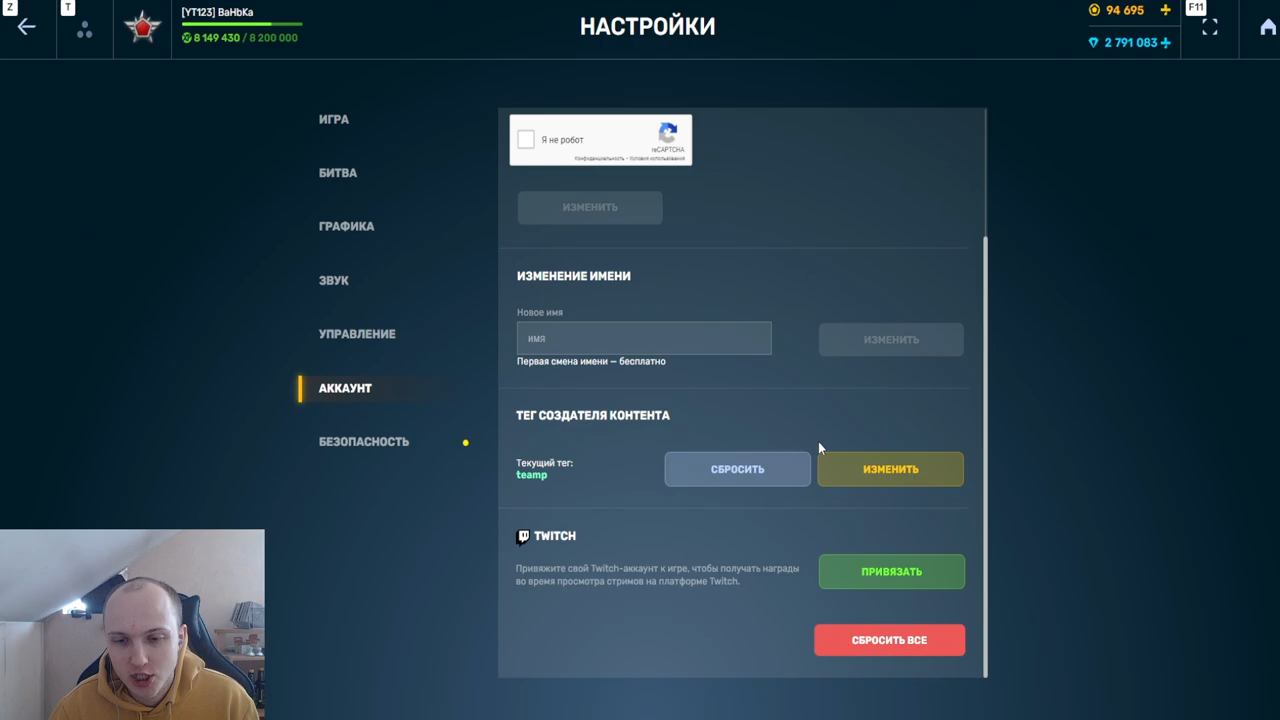 Z
T
[YT123] BaHbKa
8 149 430 / 8 200 000
НАСТРОЙКИ
94 695
2 791 083
F11
ИГРА
БИТВА
ГРАФИКА
ЗВУК
УПРАВЛЕНИЕ
АККАУНТ
БЕЗОПАСНОСТЬ
Я не робот
reCAPTCHA
Конфиденциальность - Условия использования
ИЗМЕНИТЬ
ИЗМЕНЕНИЕ ИМЕНИ
Новое имя
имя
ИЗМЕНИТЬ
Первая смена имени — бесплатно
ТЕГ СОЗДАТЕЛЯ КОНТЕНТА
Текущий тег:
teamp
СБРОСИТЬ
ИЗМЕНИТЬ
TWITCH
Привяжите свой Twitch-аккаунт к игре, чтобы получать награды
во время просмотра стримов на платформе Twitch.
ПРИВЯЗАТЬ
СБРОСИТЬ ВСЕ